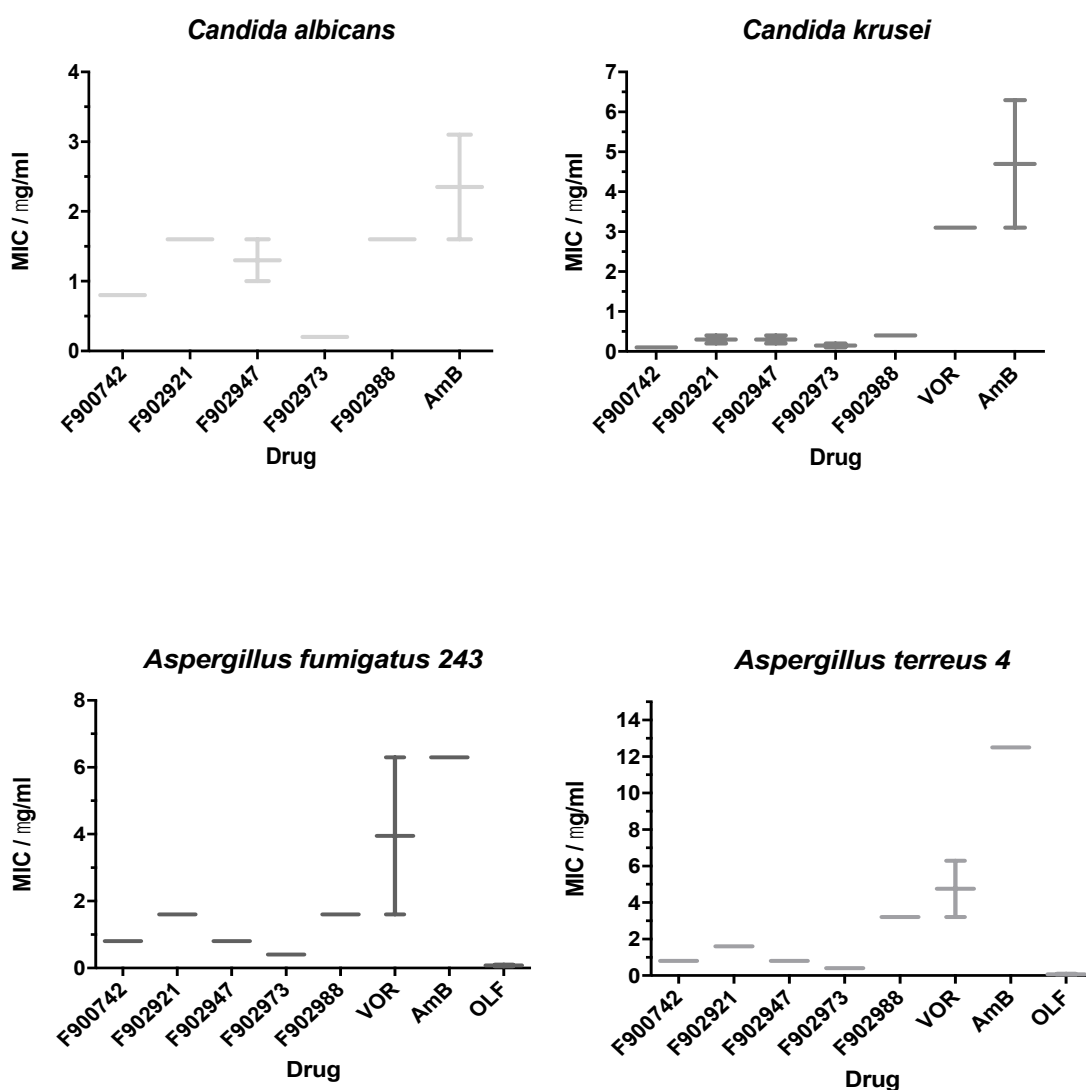 Candida albicans
MIC / mg/ml
4
3
2
1
0
F900742
F902921
F902947
F902973
F902988
AmB
Drug
Candida krusei
MIC / mg/ml
7
6
5
4
3
2
1
0
F900742
F902921
F902947
F902973
F902988
VOR
AmB
Drug
Aspergillus fumigatus 243
MIC / mg/ml
8
6
4
2
0
F900742
F902921
F902947
F902973
F902988
VOR
AmB
OLF
Drug
Aspergillus terreus 4
MIC / mg/ml
14
12
10
8
6
4
2
0
F900742
F902921
F902947
F902973
F902988
VOR
AmB
OLF
Drug